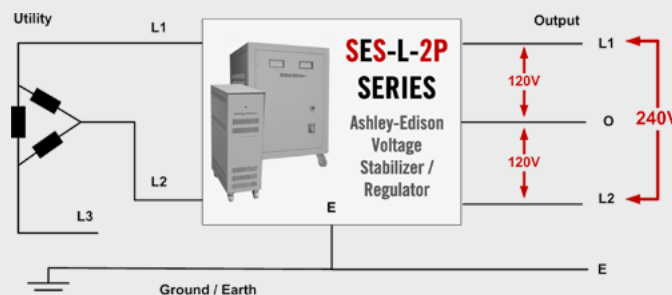 Utility
Output
L1
L1
SES-L-2P
SERIES
120V
Ashley-Edison
Voltage
Stabilizer /
Regulator
O
240V
120V
L2
L2
E
L3
E
Ground / Earth